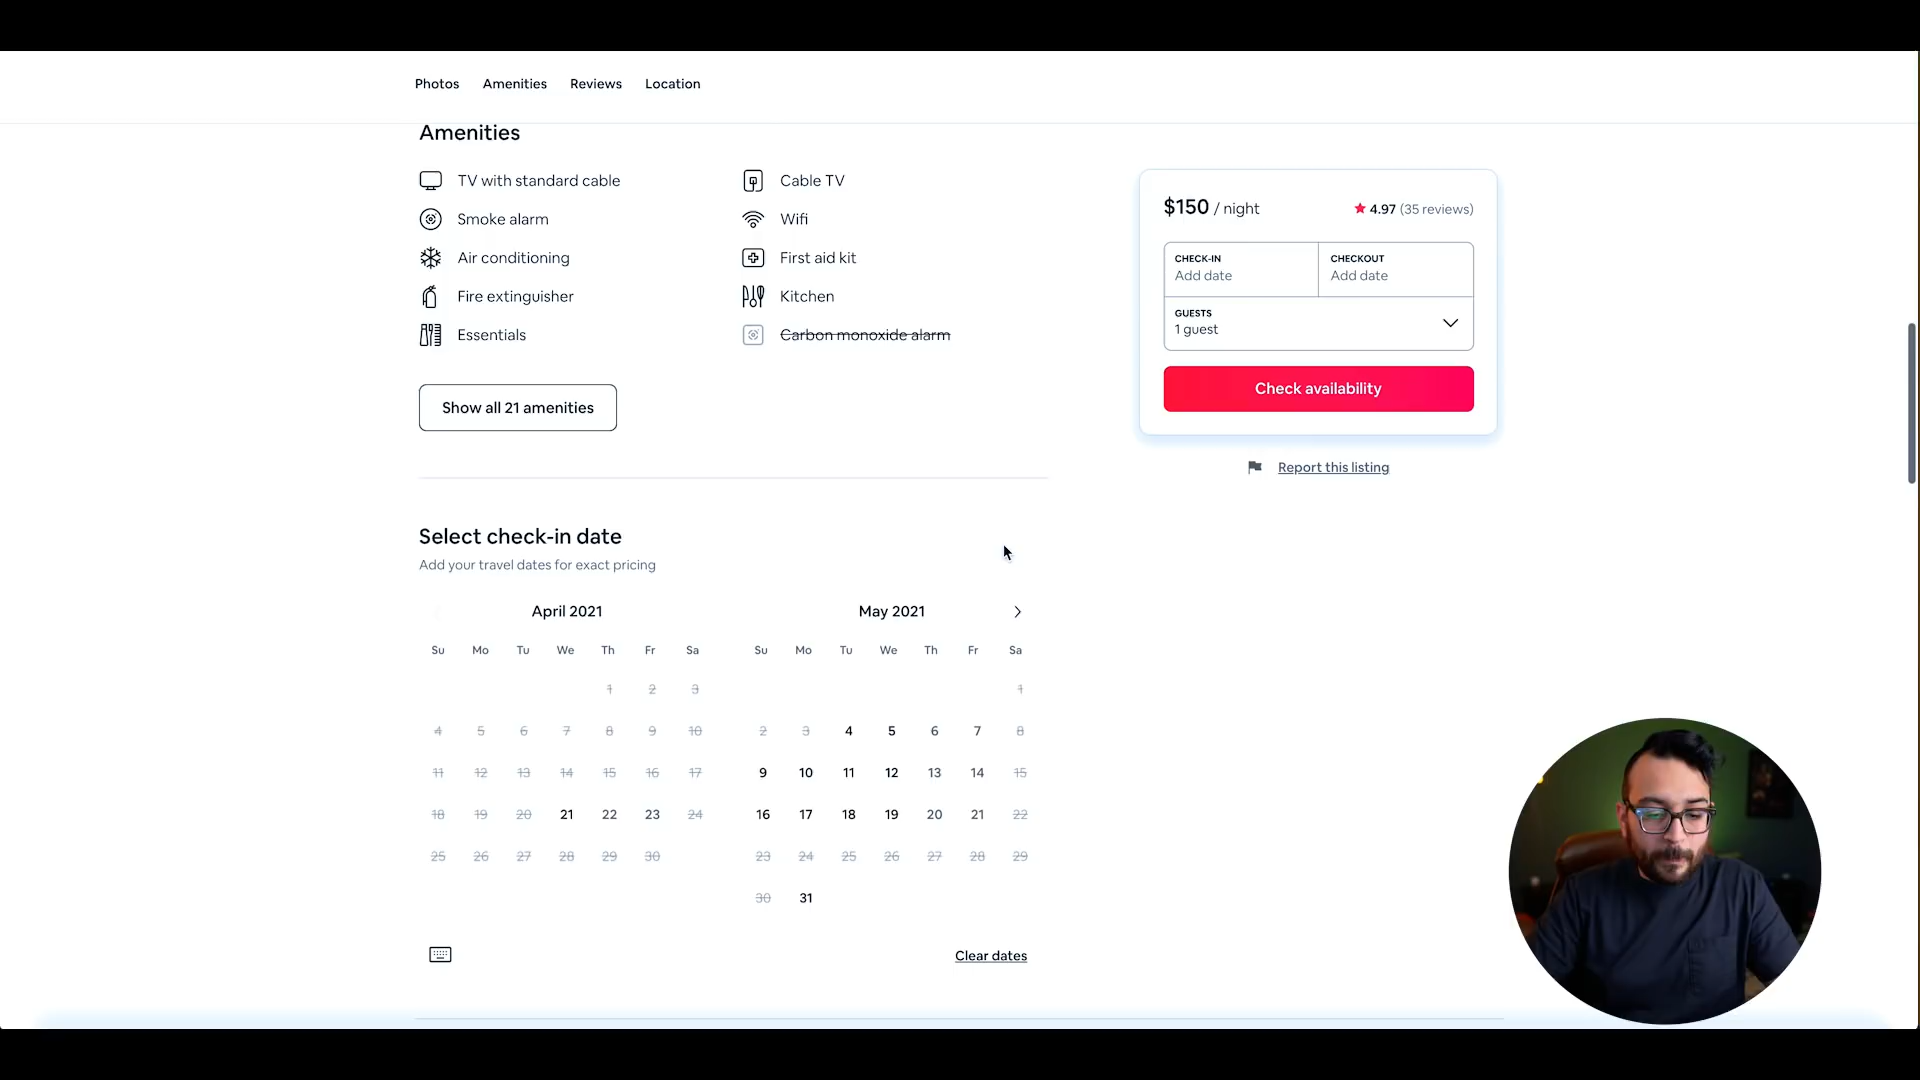 Photos Amenities Reviews Location
Amenities
TV with standard cable
Cable TV
Smoke alarm
Wifi
Air conditioning
First aid kit
Fire extinguisher
Kitchen
Essentials
Carbon monoxide alarm
Show all 21 amenities
$150 / night
4.97 (35 reviews)
CHECK-IN
Add date
CHECKOUT
Add date
GUESTS
1 guest
Check availability
Report this listing
Select check-in date
Add your travel dates for exact pricing
April 2021
Su Mo Tu We Th Fr Sa
1 2 3
4 5 6 7 8 9 10
11 12 13 14 15 16 17
18 19 20 21 22 23 24
25 26 27 28 29 30
May 2021
Su Mo Tu We Th Fr Sa
1
2 3 4 5 6 7 8
9 10 11 12 13 14 15
16 17 18 19 20 21 22
23 24 25 26 27 28 29
30 31
Clear dates